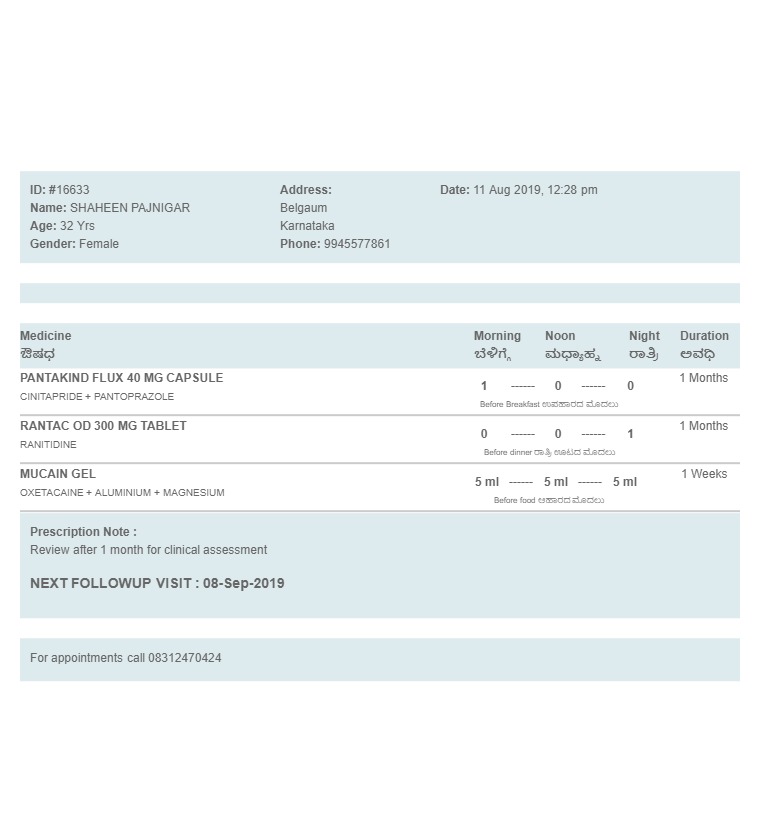 ID: #16633
Name: SHAHEEN PAJNIGAR
Age: 32 Yrs
Gender: Female
Address:
Belgaum
Karnataka
Phone: 9945577861
Date: 11 Aug 2019, 12:28 pm
Medicine Morning Noon Night Duration
ಔಷಧ ಬೆಳಿಗ್ಗೆ ಮಧ್ಯಾಹ್ನ ರಾತ್ರಿ ಅವಧಿ
PANTAKIND FLUX 40 MG CAPSULE 1 ------ 0 ------ 0 1 Months
CINITAPRIDE + PANTOPRAZOLE
Before Breakfast ಉಪಹಾರದ ಮೊದಲು
RANTAC OD 300 MG TABLET 0 ------ 0 ------ 1 1 Months
RANITIDINE
Before dinner ರಾತ್ರಿ ಊಟದ ಮೊದಲು
MUCAIN GEL 5 ml ------ 5 ml ------ 5 ml 1 Weeks
OXETACAINE + ALUMINIUM + MAGNESIUM
Before food ಆಹಾರದ ಮೊದಲು
Prescription Note :
Review after 1 month for clinical assessment
NEXT FOLLOWUP VISIT : 08-Sep-2019
For appointments call 08312470424